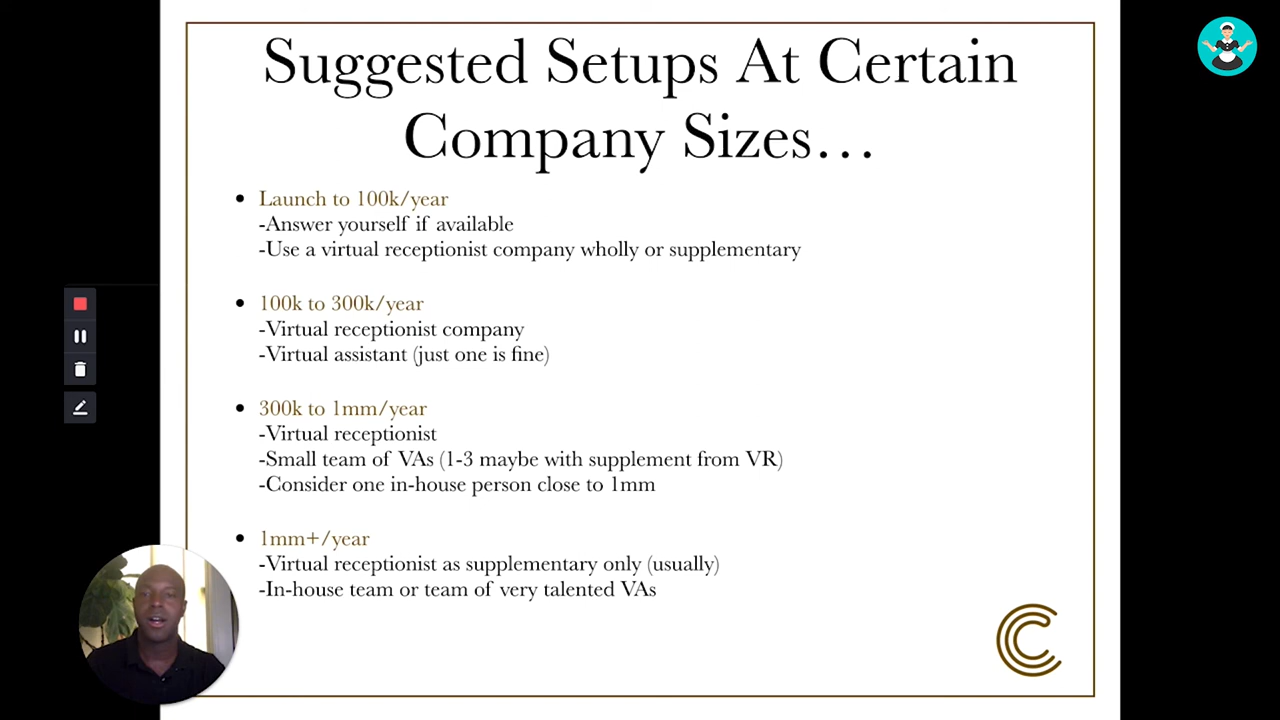 Suggested Setups At Certain
Company Sizes…
• Launch to 100k/year
-Answer yourself if available
-Use a virtual receptionist company wholly or supplementary
• 100k to 300k/year
-Virtual receptionist company
-Virtual assistant (just one is fine)
• 300k to 1mm/year
-Virtual receptionist
-Small team of VAs (1-3 maybe with supplement from VR)
-Consider one in-house person close to 1mm
• 1mm+/year
-Virtual receptionist as supplementary only (usually)
-In-house team or team of very talented VAs